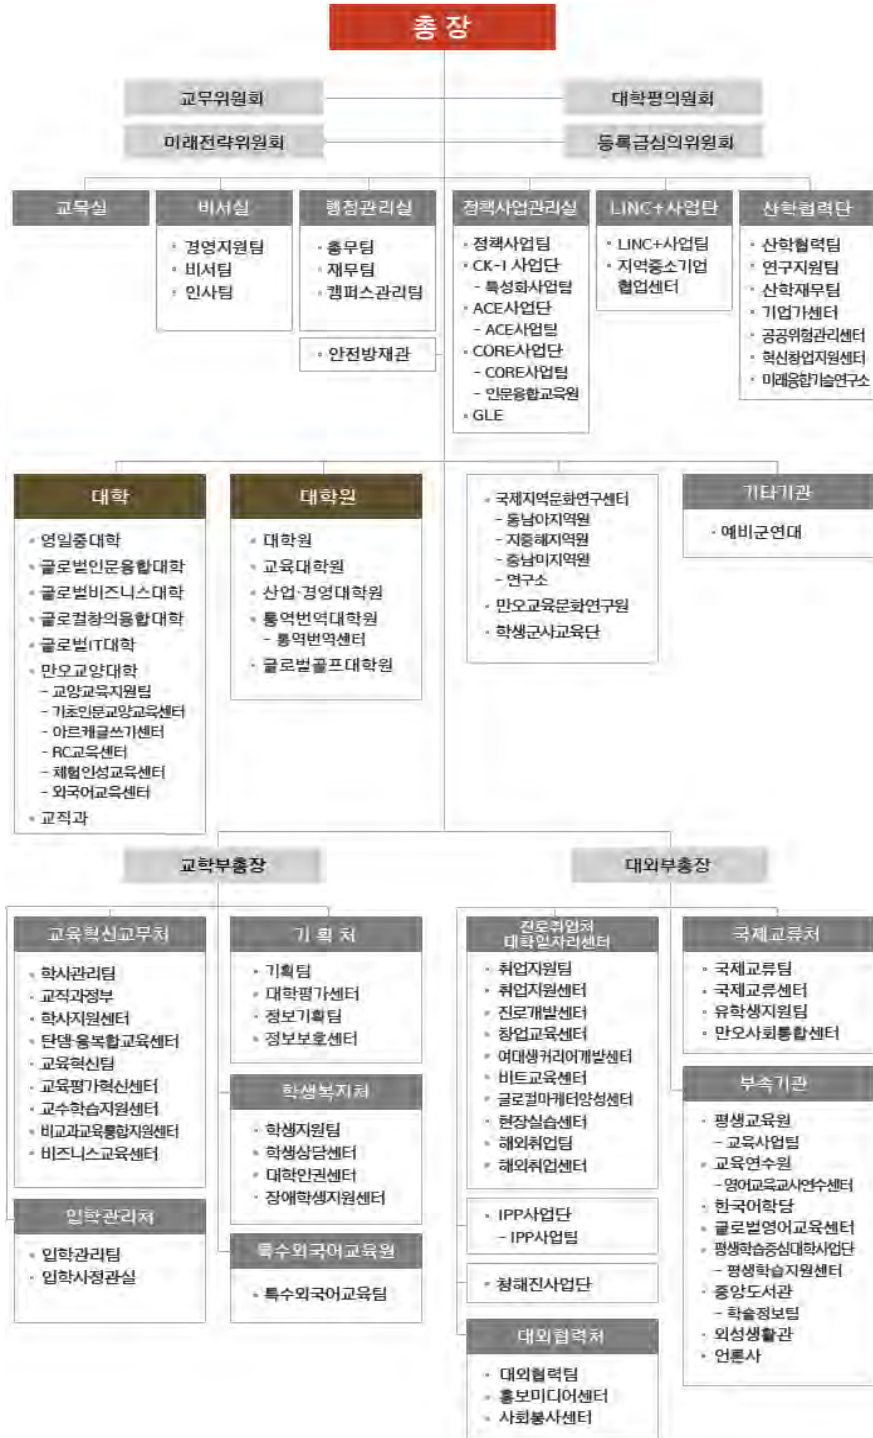 총 장
교무위원회
대학평의원회
미래전략위원회
등록금심의위원회
교목실
비서실
· 경영지원팀
· 비서팀
· 인사팀
행정관리실
· 총무팀
· 재무팀
· 캠퍼스관리팀
· 안전방재관
정책사업관리실
· 정책사업팀
· CK-I 사업단
- 특성화사업팀
· ACE사업단
- ACE사업팀
· CORE사업단
- CORE사업팀
- 인문융합교육원
· GLE
LINC+사업단
· LINC+사업팀
· 지역중소기업
협업센터
산학협력단
· 산학협력팀
· 연구지원팀
· 산학재무팀
· 기업가센터
· 공공위험관리센터
· 혁신창업지원센터
· 미래융합기술연구소
대학
· 영일중대학
· 글로벌인문융합대학
· 글로벌비즈니스대학
· 글로컬창의융합대학
· 글로벌IT대학
· 만오교양대학
- 교양교육지원팀
- 기초인문교양교육센터
- 아르케글쓰기센터
- RC교육센터
- 체험인성교육센터
- 외국어교육센터
· 교직과
대학원
· 대학원
· 교육대학원
· 산업·경영대학원
· 통역번역대학원
- 통역번역센터
· 글로벌골프대학원
· 국제지역문화연구센터
- 동남아지역원
- 지중해지역원
- 중남미지역원
- 연구소
· 만오교육문화연구원
· 학생군사교육단
기타기관
· 예비군연대
교학부총장
대외부총장
교육혁신교무처
· 학사관리팀
· 교직과정부
· 학사지원센터
· 탄뎀·융복합교육센터
· 교육혁신팀
· 교육평가혁신센터
· 교수학습지원센터
· 비교과교육통합지원센터
· 비즈니스교육센터
입학관리처
· 입학관리팀
· 입학사정관실
기 획 처
· 기획팀
· 대학평가센터
· 정보기획팀
· 정보보호센터
학생복지처
· 학생지원팀
· 학생상담센터
· 대학인권센터
· 장애학생지원센터
특수외국어교육원
· 특수외국어교육팀
진로취업처
대학일자리센터
· 취업지원팀
· 취업지원센터
· 진로개발센터
· 창업교육센터
· 여대생커리어개발센터
· 비트교육센터
· 글로컬마케터양성센터
· 현장실습센터
· 해외취업팀
· 해외취업센터
· IPP사업단
- IPP사업팀
· 청해진사업단
대외협력처
· 대외협력팀
· 홍보미디어센터
· 사회봉사센터
국제교류처
· 국제교류팀
· 국제교류센터
· 유학생지원팀
· 만오사회통합센터
부속기관
· 평생교육원
- 교육사업팀
· 교육연수원
- 영어교육교사연수센터
· 한국어학당
· 글로벌영어교육센터
· 평생학습중심대학사업단
- 평생학습지원센터
· 중앙도서관
- 학술정보팀
· 외성생활관
· 언론사